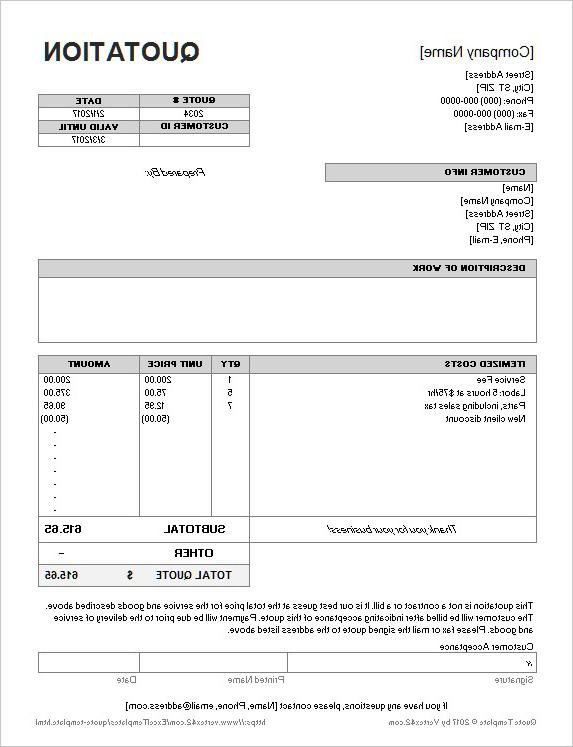 [Company Name] QUOTATION
[Street Address]
[City, ST ZIP]
Phone: (000) 000-0000
Fax: (000) 000-0000
[E-mail Address]
QUOTE # DATE
2034 2/1/2017
CUSTOMER ID VALID UNTIL
3/3/2017
CUSTOMER INFO Prepared By:
[Name]
[Company Name]
[Street Address]
[City, ST ZIP]
[Phone, E-mail]
DESCRIPTION OF WORK
ITEMIZED COSTS QTY UNIT PRICE AMOUNT
Service Fee 1 200.00 200.00
Labor: 5 hours at $75/hr 5 75.00 375.00
Parts, including sales tax 7 12.95 90.65
New client discount (50.00) (50.00)
-
-
-
-
-
-
-
Thank you for your business! SUBTOTAL 615.65
OTHER -
TOTAL QUOTE $ 615.65
This quotation is not a contract or a bill. It is our best guess at the total price for the service and goods described above.
The customer will be billed after indicating acceptance of this quote. Payment will be due prior to the delivery of service
and goods. Please fax or mail the signed quote to the address listed above.
Customer Acceptance
x
Signature Printed Name Date
If you have any questions, please, contact [Name, Phone, email@address.com]
Quote Template © 2017 by Vertex42.com https://www.vertex42.com/ExcelTemplates/quote-template.html